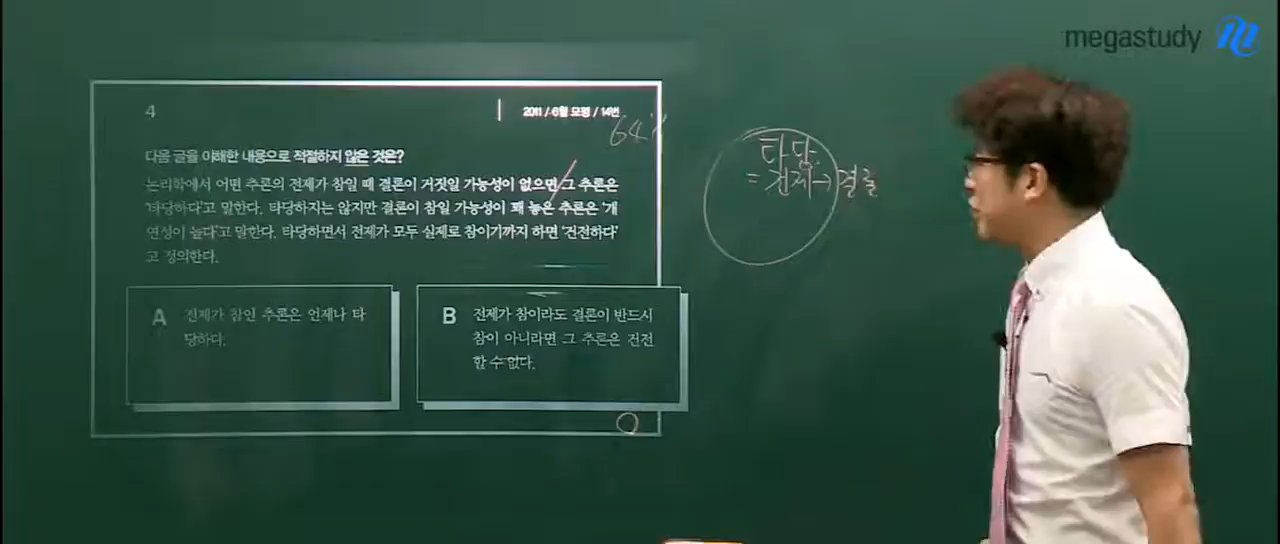 megastudy
4
2011 / 6월 모평 / 14번
64%
다음 글을 이해한 내용으로 적절하지 않은 것은?
논리학에서 어떤 추론의 전제가 참일 때 결론이 거짓일 가능성이 없으면 그 추론은
'타당하다'고 말한다. 타당하지는 않지만 결론이 참일 가능성이 꽤 높은 추론은 '개
연성이 높다'고 말한다. 타당하면서 전제가 모두 실제로 참이기까지 하면 '건전하다'
고 정의한다.
A 전제가 참인 추론은 언제나 타
당하다.
B 전제가 참이라도 결론이 반드시
참이 아니라면 그 추론은 건전
할 수 없다.
타당.
= 전제→결론